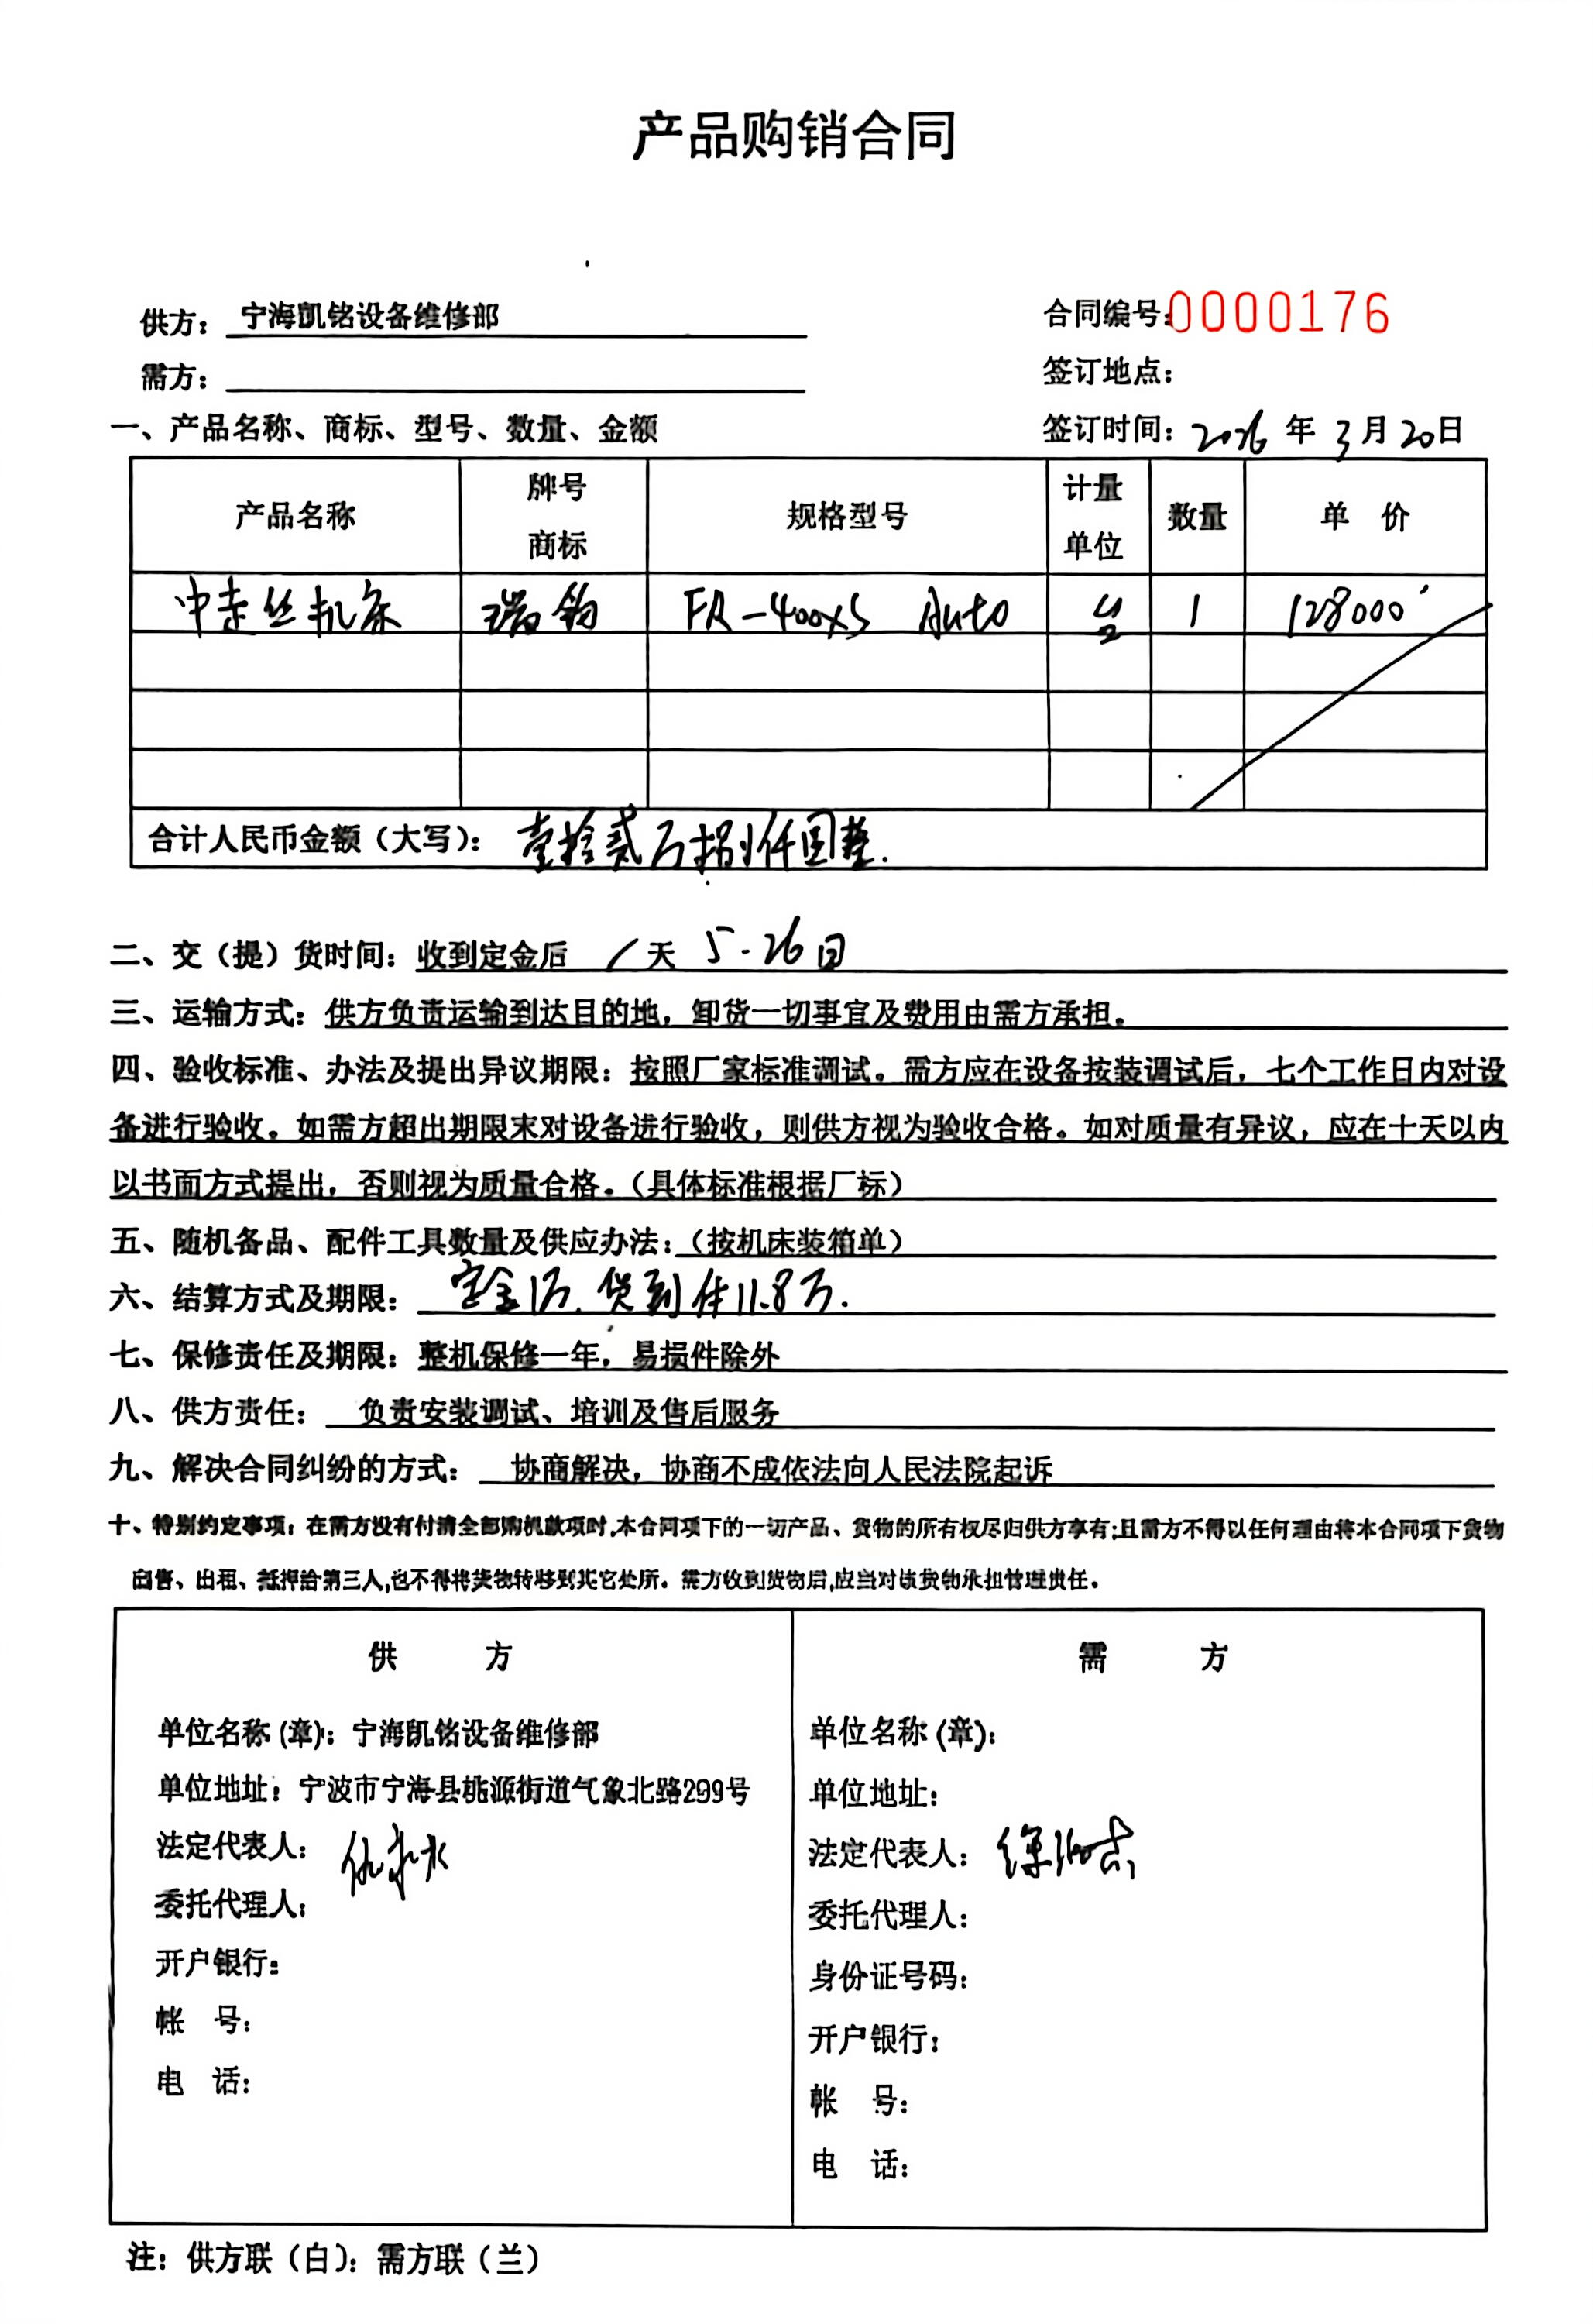 产品购销合同
供方：宁海凯铭设备维修部
合同编号：0000176
需方：
签订地点：
一、产品名称、商标、型号、数量、金额
签订时间：2026年3月20日
产品名称 牌号商标 规格型号 计量单位 数量 单 价
中走丝机床 瑞钧 FR-400XS Auto 台 1 128000
合计人民币金额（大写）：壹拾贰万捌仟圆整.
二、交（提）货时间：收到定金后 / 天 5-26日
三、运输方式：供方负责运输到达目的地，卸货一切事宜及费用由需方承担。
四、验收标准、办法及提出异议期限：按照厂家标准调试。需方应在设备按装调试后，七个工作日内对设
备进行验收。如需方超出期限末对设备进行验收，则供方视为验收合格。如对质量有异议，应在十天以内
以书面方式提出，否则视为质量合格。（具体标准根据厂标）
五、随机备品、配件工具数量及供应办法：（按机床装箱单）
六、结算方式及期限：定金1万.货到付11.8万.
七、保修责任及期限：整机保修一年，易损件除外
八、供方责任：负责安装调试、培训及售后服务
九、解决合同纠纷的方式：协商解决，协商不成依法向人民法院起诉
十、特别约定事项：在需方没有付清全部购机款项时,本合同项下的一切产品、货物的所有权尽归供方享有;且需方不得以任何理由将本合同项下货物
出售、出租、抵押给第三人,也不得将货物转移到其它处所。需方收到货物后,应当对该货物承担管理责任。
供 方
单位名称(章)：宁海凯铭设备维修部
单位地址：宁波市宁海县桃源街道气象北路299号
法定代表人：
委托代理人：
开户银行：
帐 号：
电 话：
需 方
单位名称(章)：
单位地址：
法定代表人：
委托代理人：
身份证号码：
开户银行：
帐 号：
电 话：
注：供方联（白）：需方联（兰）